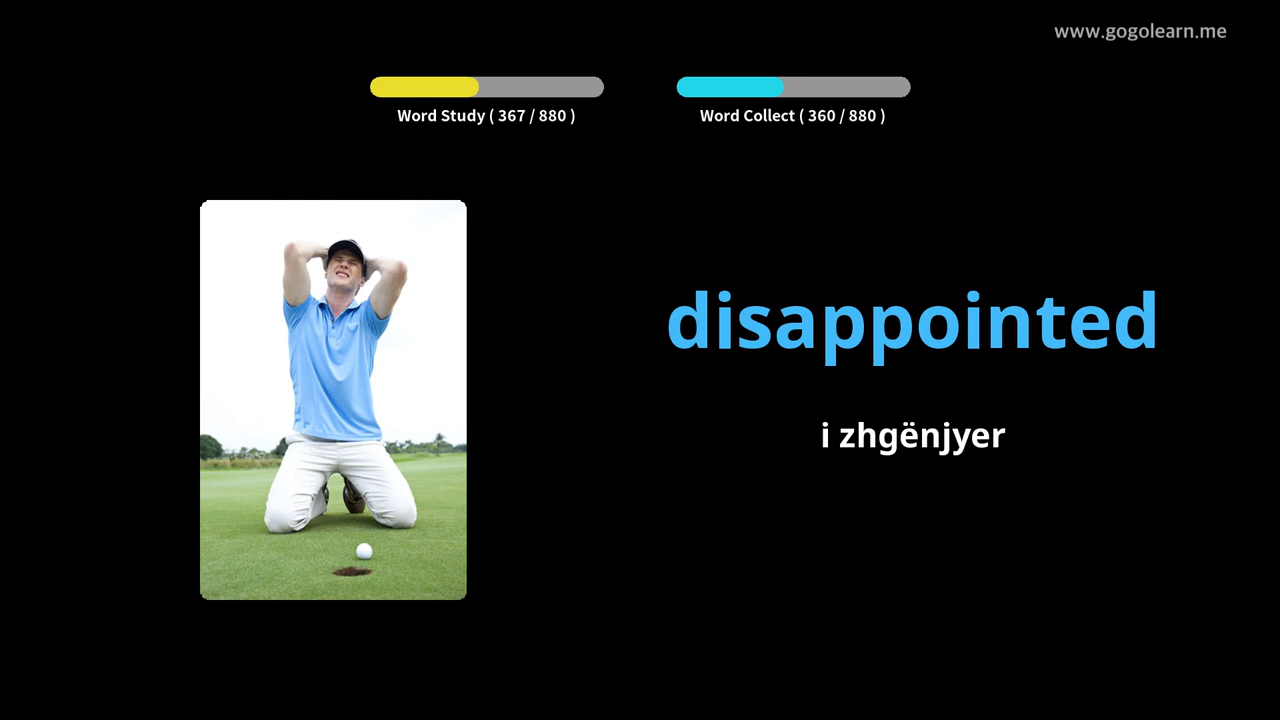 www.gogolearn.me
Word Study ( 367 / 880 )
Word Collect ( 360 / 880 )
disappointed
i zhgënjyer